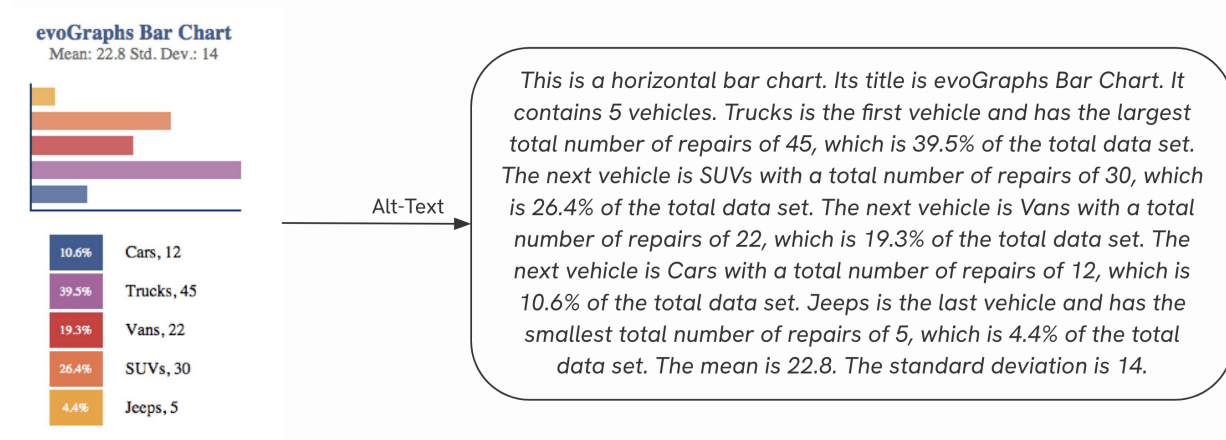 evoGraphs Bar Chart
Mean: 22.8 Std. Dev.: 14
10.6% Cars, 12
39.5% Trucks, 45
19.3% Vans, 22
26.4% SUVs, 30
4.4% Jeeps, 5
Alt-Text
This is a horizontal bar chart. Its title is evoGraphs Bar Chart. It
contains 5 vehicles. Trucks is the first vehicle and has the largest
total number of repairs of 45, which is 39.5% of the total data set.
The next vehicle is SUVs with a total number of repairs of 30, which
is 26.4% of the total data set. The next vehicle is Vans with a total
number of repairs of 22, which is 19.3% of the total data set. The
next vehicle is Cars with a total number of repairs of 12, which is
10.6% of the total data set. Jeeps is the last vehicle and has the
smallest total number of repairs of 5, which is 4.4% of the total
data set. The mean is 22.8. The standard deviation is 14.